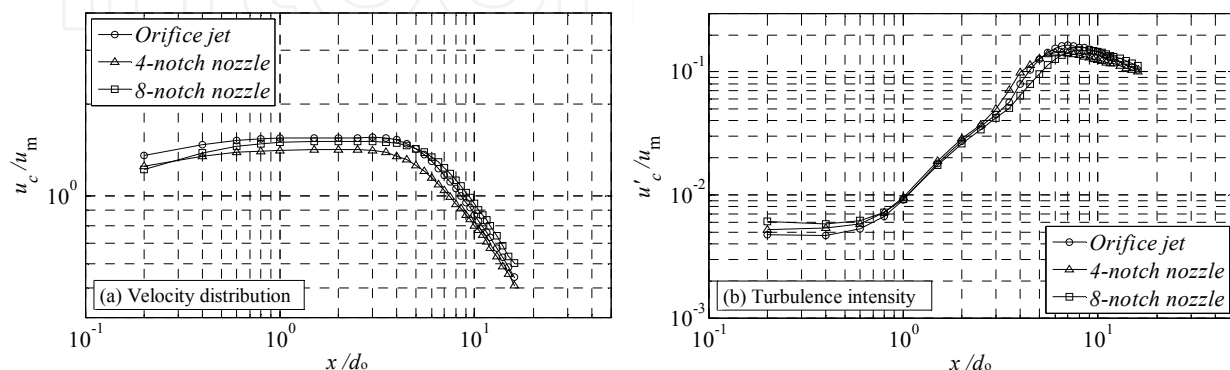 Orifice jet
4-notch nozzle
8-notch nozzle
u_c /u_m
10^0
(a) Velocity distribution
10^-1
10^0
10^1
x /d_o
10^-1
u'_c /u_m
10^-2
Orifice jet
4-notch nozzle
8-notch nozzle
(b) Turbulence intensity
10^-3
10^-1
10^0
10^1
x /d_o